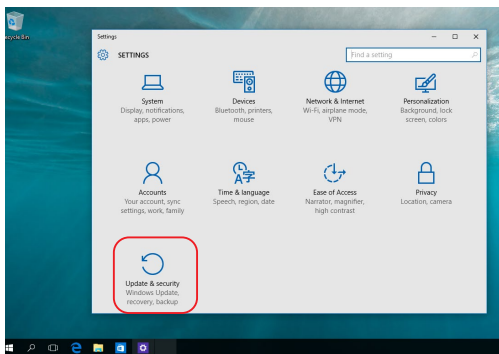 Recycle Bin
Settings
SETTINGS
Find a setting
System
Display, notifications,
apps, power
Devices
Bluetooth, printers,
mouse
Network & Internet
Wi-Fi, airplane mode,
VPN
Personalization
Background, lock
screen, colors
Accounts
Your account, sync
settings, work, family
Time & language
Speech, region, date
Ease of Access
Narrator, magnifier,
high contrast
Privacy
Location, camera
Update & security
Windows Update,
recovery, backup